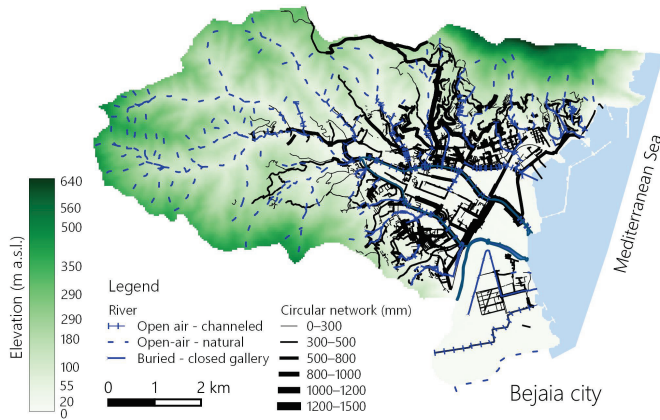 Mediterranean Sea
Elevation (m a.s.l.)
640
560
500
350
290
180
155
55
20
0
Legend
River
Open air - channeled
Open-air - natural
Buried - closed gallery
0 1 2 km
Circular network (mm)
0–300
300–500
500–800
800–1000
1000–1200
1200–1500
Bejaia city